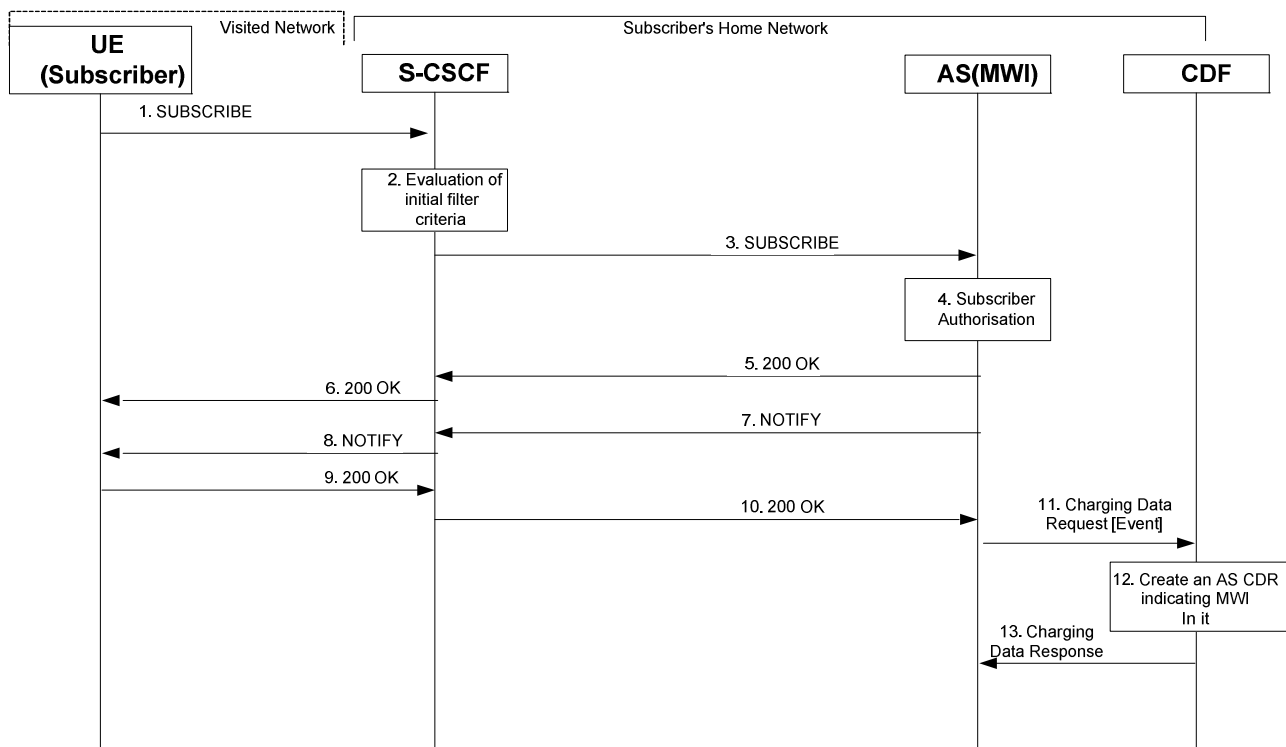 Visited Network
Subscriber's Home Network
UE
(Subscriber)
S-CSCF
AS(MWI)
CDF
1. SUBSCRIBE
2. Evaluation of
initial filter
criteria
3. SUBSCRIBE
4. Subscriber
Authorisation
5. 200 OK
6. 200 OK
7. NOTIFY
8. NOTIFY
9. 200 OK
10. 200 OK
11. Charging Data
Request [Event]
12. Create an AS CDR
indicating MWI
In it
13. Charging
Data Response